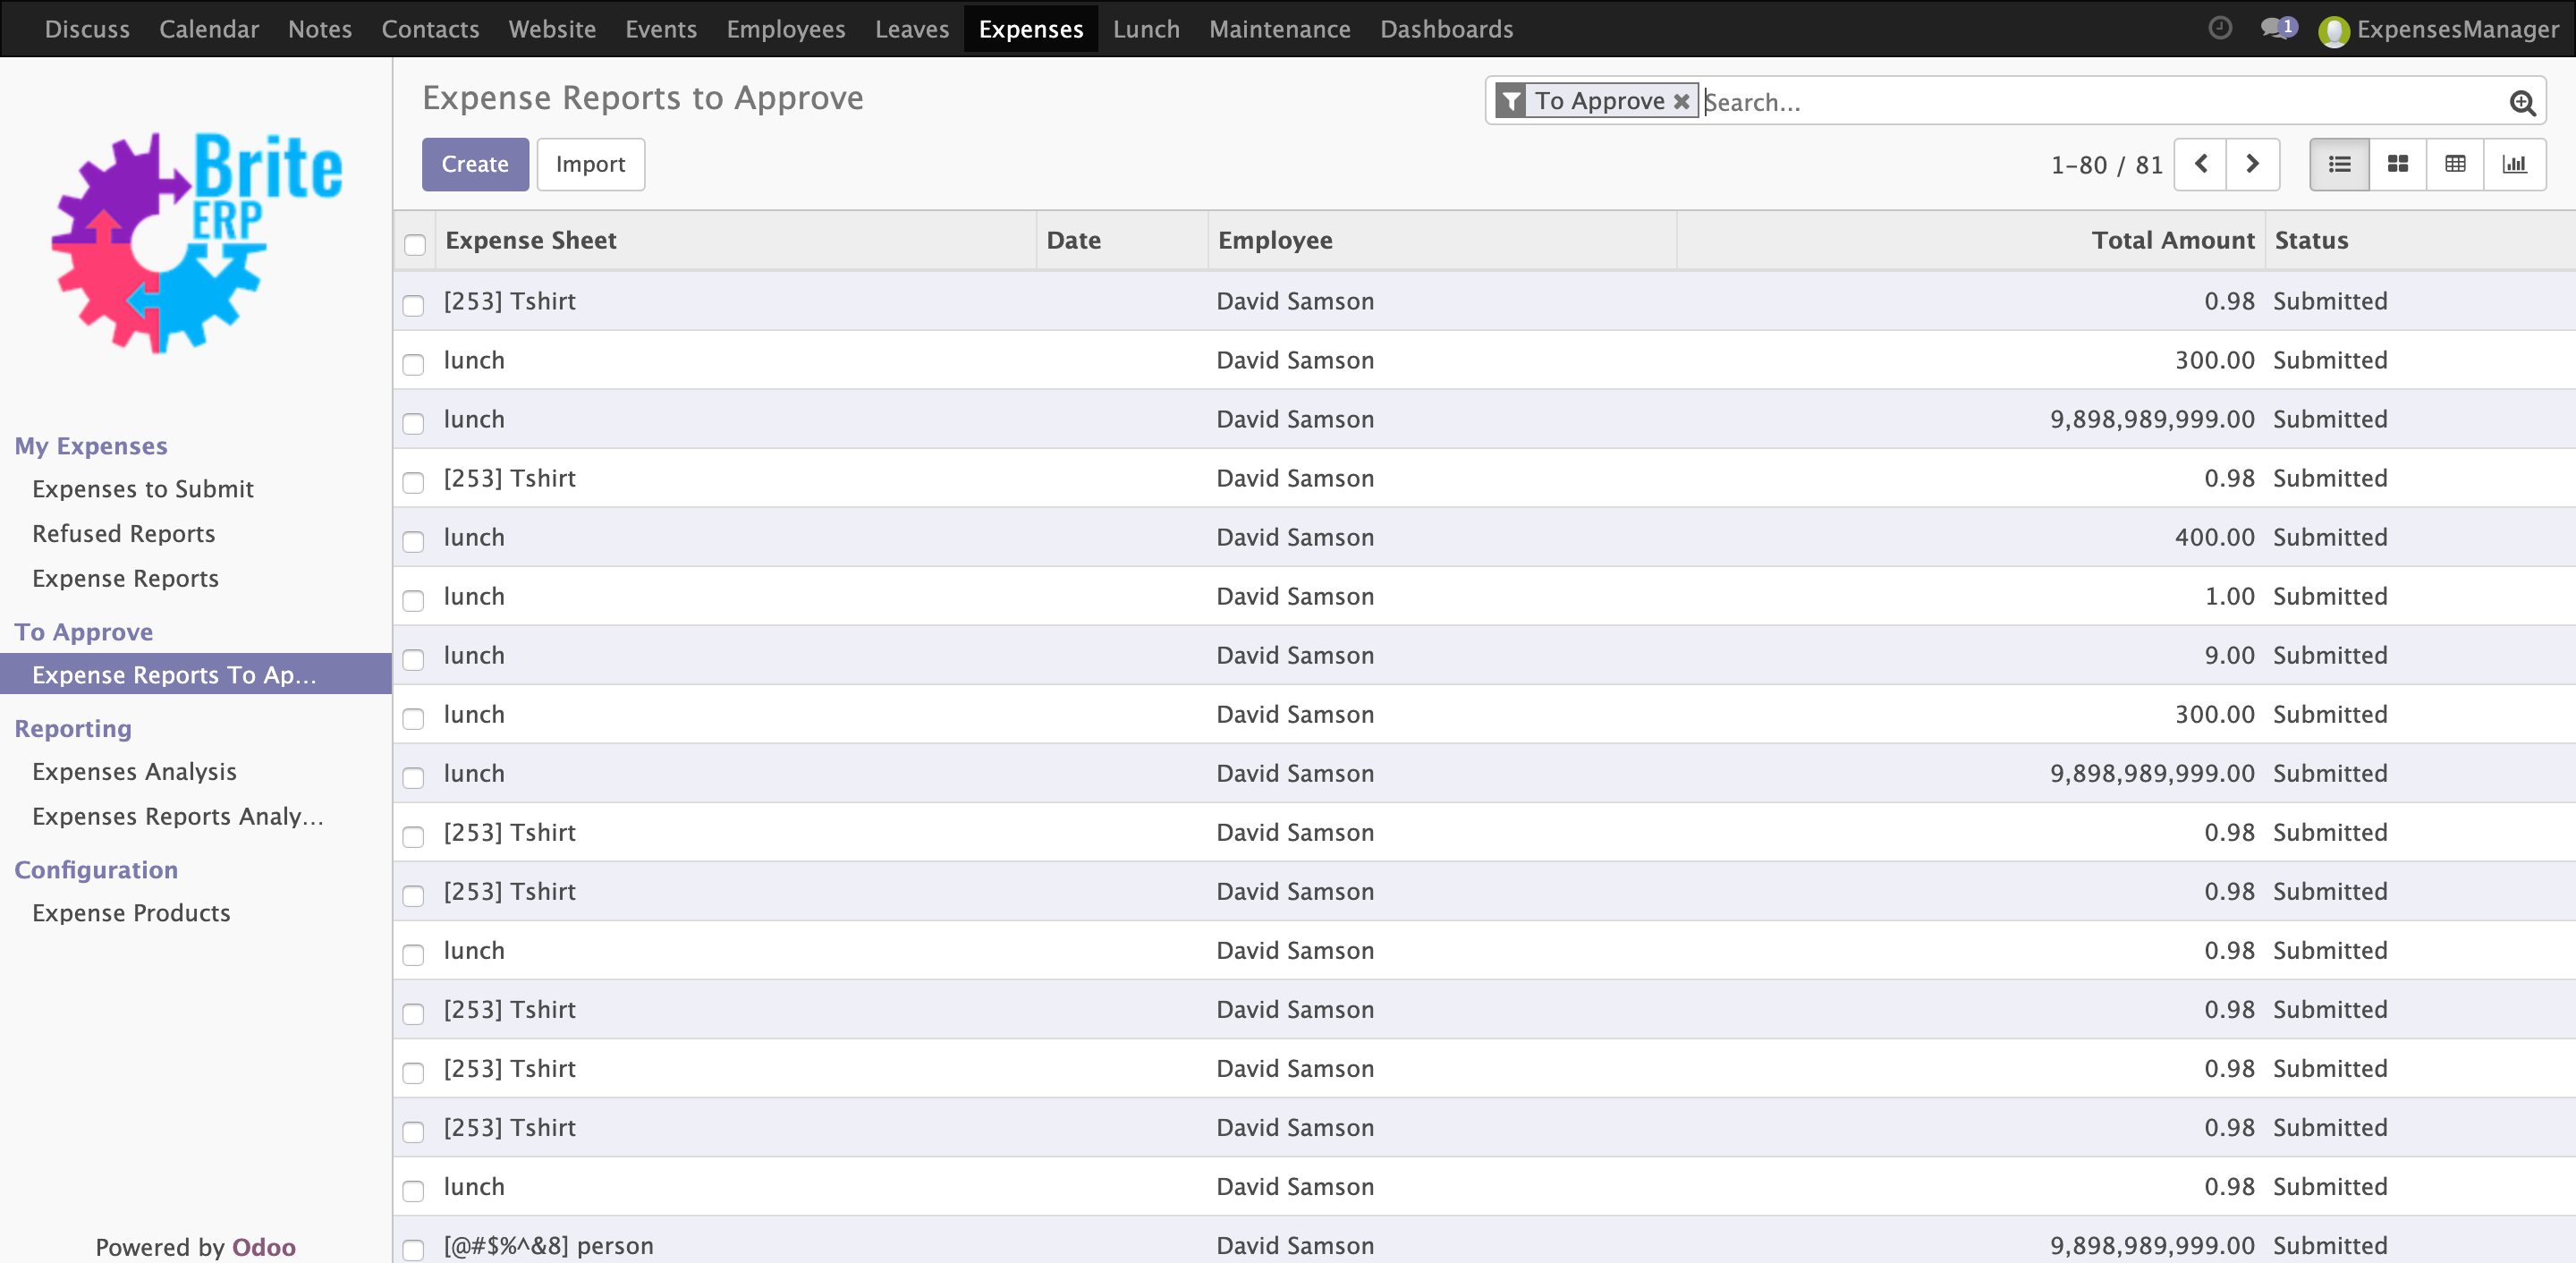 Discuss Calendar Notes Contacts Website Events Employees Leaves Expenses Lunch Maintenance Dashboards 1 ExpensesManager
Brite
ERP
My Expenses
Expenses to Submit
Refused Reports
Expense Reports
To Approve
Expense Reports To Ap...
Reporting
Expenses Analysis
Expenses Reports Analy...
Configuration
Expense Products
Powered by Odoo
Expense Reports to Approve
To Approve Search...
Create Import 1-80 / 81
Expense Sheet Date Employee Total Amount Status
[253] Tshirt David Samson 0.98 Submitted
lunch David Samson 300.00 Submitted
lunch David Samson 9,898,989,999.00 Submitted
[253] Tshirt David Samson 0.98 Submitted
lunch David Samson 400.00 Submitted
lunch David Samson 1.00 Submitted
lunch David Samson 9.00 Submitted
lunch David Samson 300.00 Submitted
lunch David Samson 9,898,989,999.00 Submitted
[253] Tshirt David Samson 0.98 Submitted
[253] Tshirt David Samson 0.98 Submitted
lunch David Samson 0.98 Submitted
[253] Tshirt David Samson 0.98 Submitted
[253] Tshirt David Samson 0.98 Submitted
[253] Tshirt David Samson 0.98 Submitted
lunch David Samson 0.98 Submitted
[@#$%^&8] person David Samson 9,898,989,999.00 Submitted